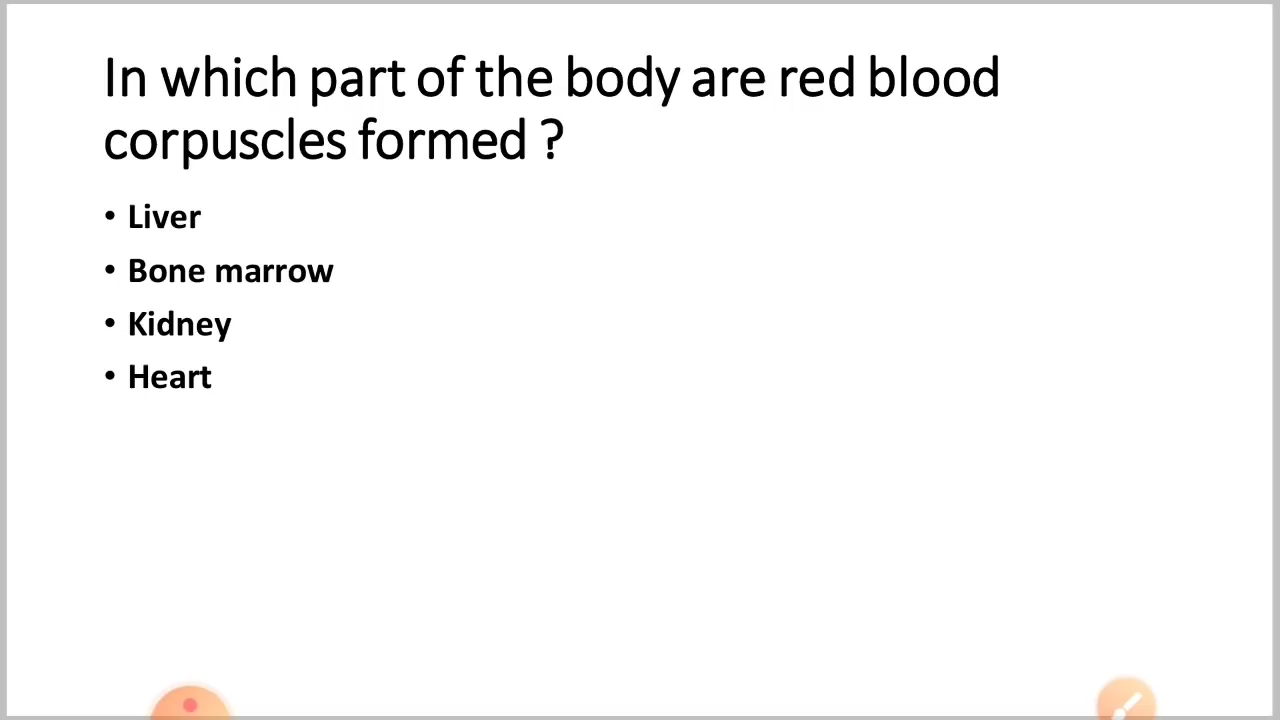 In which part of the body are red blood
corpuscles formed ?
• Liver
• Bone marrow
• Kidney
• Heart